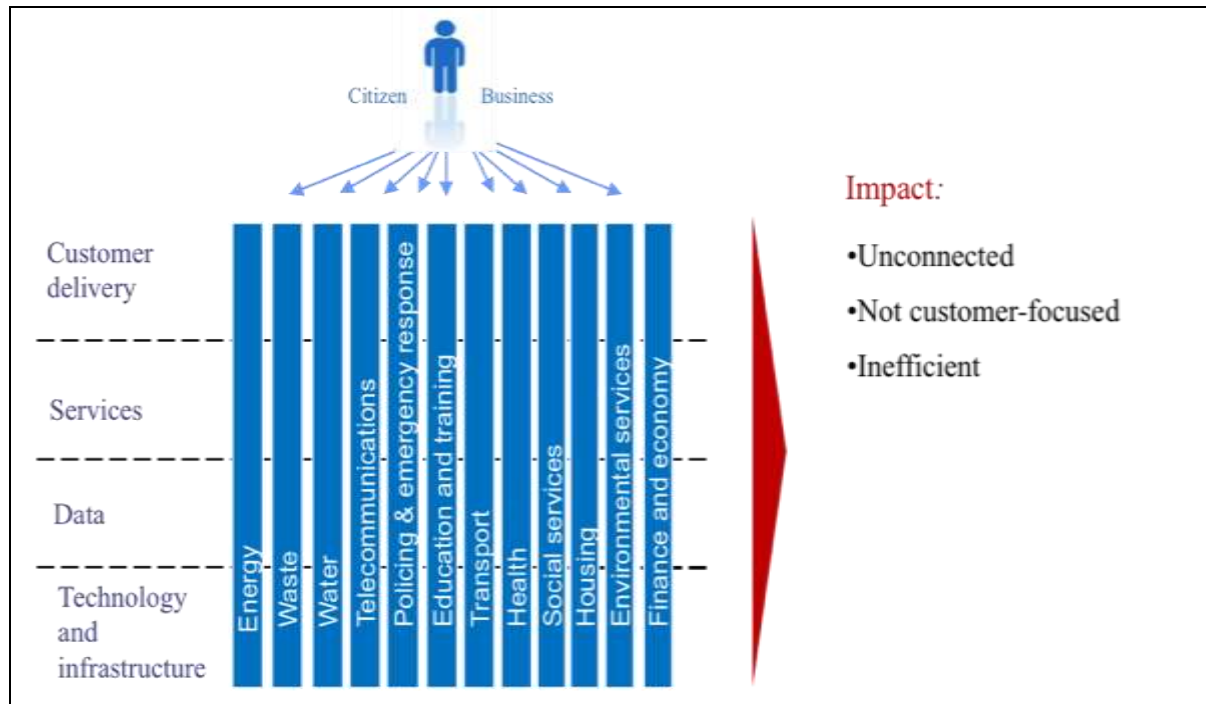 Citizen
Business
Impact:
•Unconnected
•Not customer-focused
•Inefficient
Customer
delivery
Services
Data
Technology
and
infrastructure
Energy
Waste
Water
Telecommunications
Policing & emergency response
Education and training
Transport
Health
Social services
Housing
Environmental services
Finance and economy